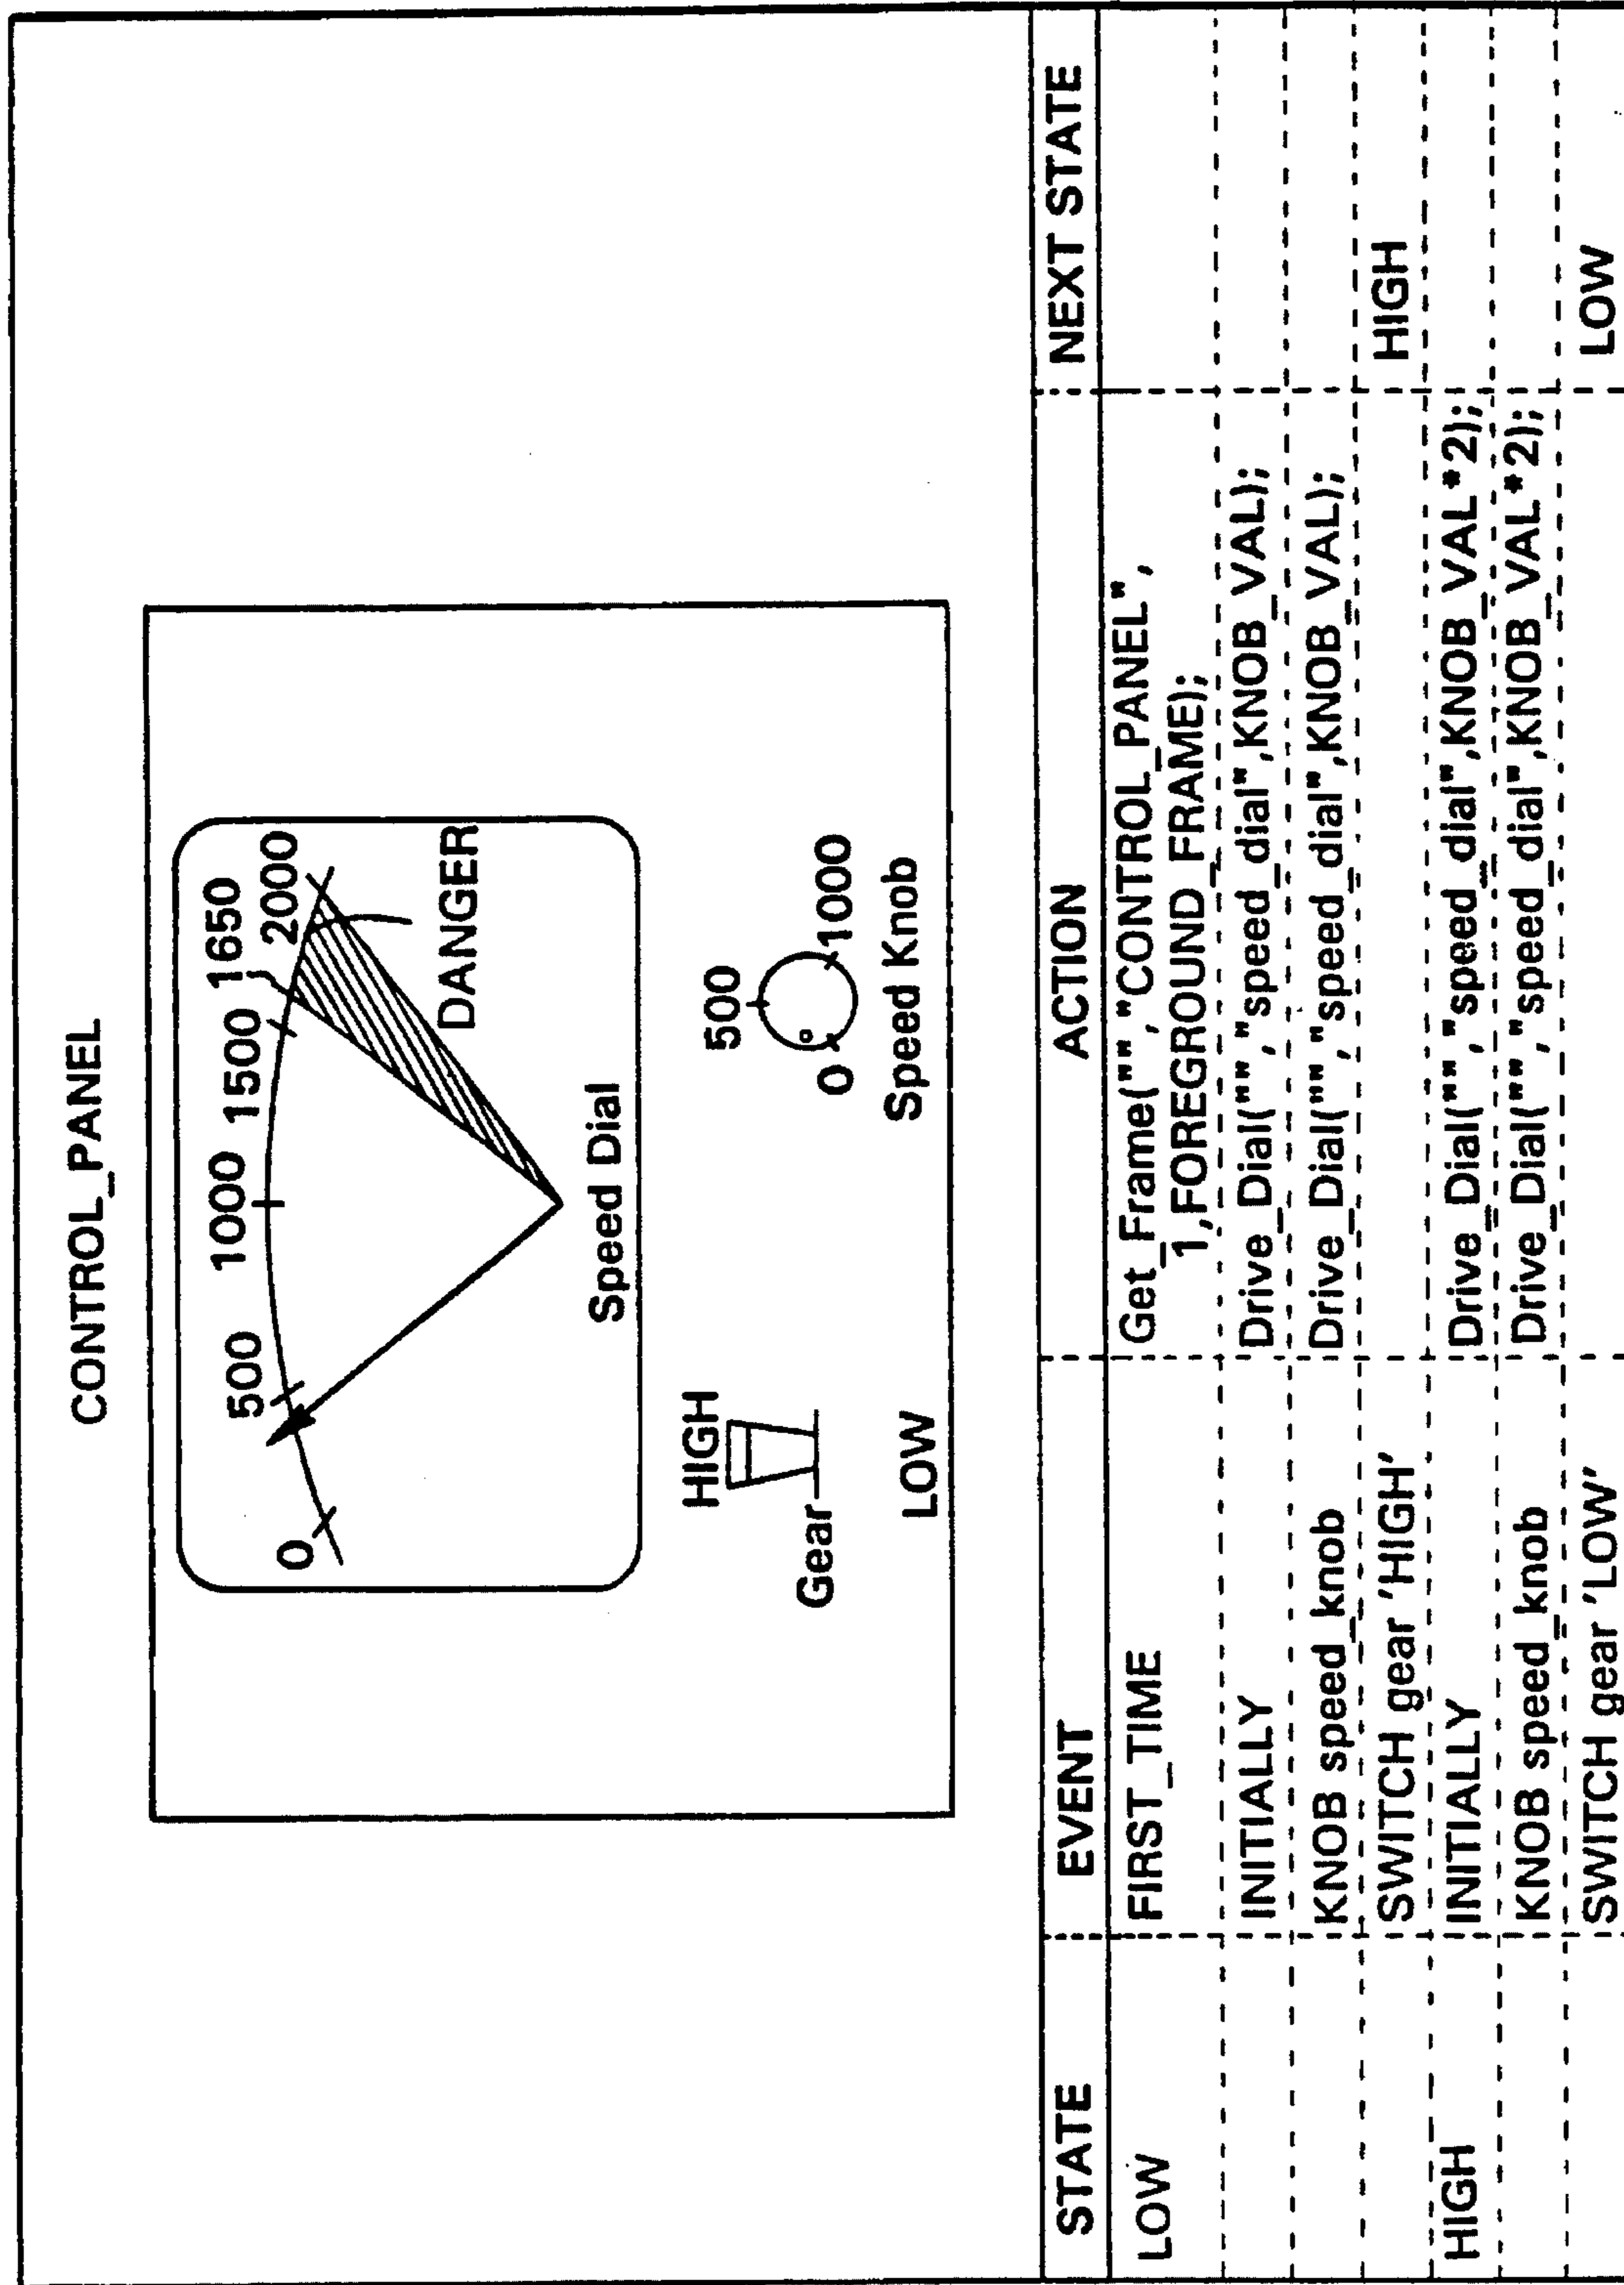 CONTROL_PANEL
0 500 1000 1500 1650 2000
DANGER
Speed Dial
HIGH
Gear
LOW
500
0 1000
Speed Knob
STATE EVENT ACTION NEXT STATE
LOW FIRST_TIME Get_Frame("","CONTROL_PANEL",
1,FOREGROUND_FRAME);
INITIALLY Drive_Dial("","speed_dial",KNOB_VAL);
KNOB speed_knob Drive_Dial("","speed_dial",KNOB_VAL);
SWITCH gear 'HIGH' HIGH
HIGH INITIALLY Drive_Dial("","speed_dial",KNOB_VAL*2);
KNOB speed_knob Drive_Dial("","speed_dial",KNOB_VAL*2);
SWITCH gear 'LOW' LOW